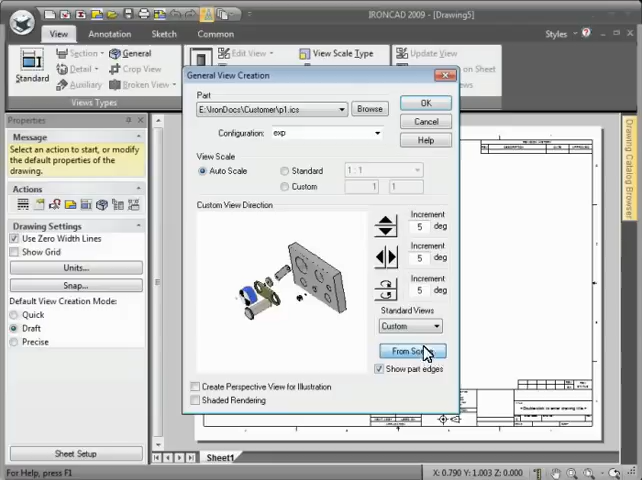 IRONCAD 2009 - [Drawing5]
View Annotation Sketch Common Styles
Standard
Section General
Detail Crop View
Auxiliary Broken View
Views Types
Edit View View Scale Type Update View
on Sheet
Properties
Message
Select an action to start, or modify
the default properties of the
drawing.
Actions
Drawing Settings
Use Zero Width Lines
Show Grid
Units...
Snap...
Default View Creation Mode:
Quick
Draft
Precise
Sheet Setup
General View Creation
Part
E:\IronDocs\Customer\p1.ics Browse
Configuration: exp
OK
Cancel
Help
View Scale
Auto Scale Standard 1 : 1
Custom 1 1
Custom View Direction
Increment
5 deg
Increment
5 deg
Increment
5 deg
Standard Views
Custom
From
Show part edges
Create Perspective View for Illustration
Shaded Rendering
Drawing Catalog Browser
Sheet1
For Help, press F1 X: 0.790 Y: 1.003 Z: 0.000